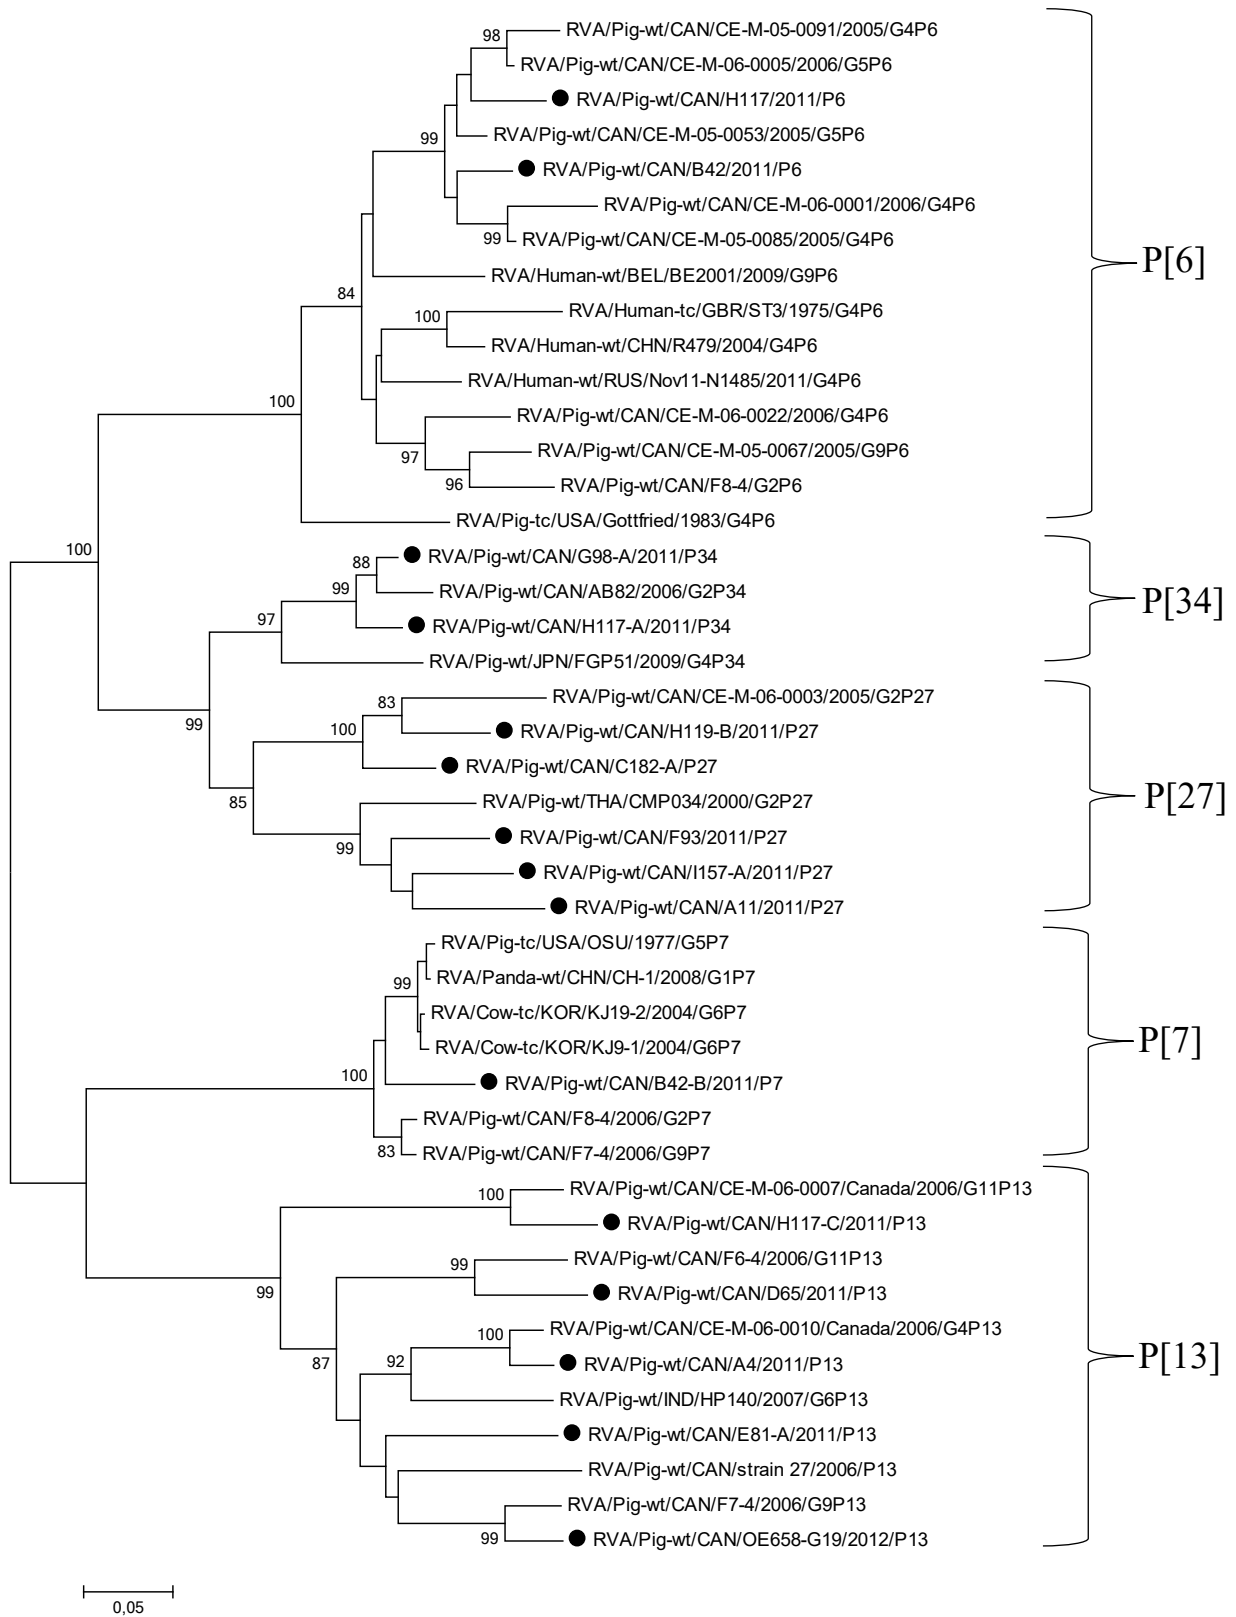 98
RVA/Pig-wt/CAN/CE-M-05-0091/2005/G4P6
RVA/Pig-wt/CAN/CE-M-06-0005/2006/G5P6
RVA/Pig-wt/CAN/H117/2011/P6
99
RVA/Pig-wt/CAN/CE-M-05-0053/2005/G5P6
RVA/Pig-wt/CAN/B42/2011/P6
RVA/Pig-wt/CAN/CE-M-06-0001/2006/G4P6
99
RVA/Pig-wt/CAN/CE-M-05-0085/2005/G4P6
P[6]
RVA/Human-wt/BEL/BE2001/2009/G9P6
84
RVA/Human-tc/GBR/ST3/1975/G4P6
100
RVA/Human-wt/CHN/R479/2004/G4P6
RVA/Human-wt/RUS/Nov11-N1485/2011/G4P6
100
RVA/Pig-wt/CAN/CE-M-06-0022/2006/G4P6
97
RVA/Pig-wt/CAN/CE-M-05-0067/2005/G9P6
96
RVA/Pig-wt/CAN/F8-4/G2P6
RVA/Pig-tc/USA/Gottfried/1983/G4P6
100
88
RVA/Pig-wt/CAN/G98-A/2011/P34
99
RVA/Pig-wt/CAN/AB82/2006/G2P34
P[34]
97
RVA/Pig-wt/CAN/H117-A/2011/P34
RVA/Pig-wt/JPN/FGP51/2009/G4P34
99
83
RVA/Pig-wt/CAN/CE-M-06-0003/2005/G2P27
100
RVA/Pig-wt/CAN/H119-B/2011/P27
RVA/Pig-wt/CAN/C182-A/P27
85
RVA/Pig-wt/THA/CMP034/2000/G2P27
P[27]
99
RVA/Pig-wt/CAN/F93/2011/P27
RVA/Pig-wt/CAN/I157-A/2011/P27
RVA/Pig-wt/CAN/A11/2011/P27
RVA/Pig-tc/USA/OSU/1977/G5P7
99
RVA/Panda-wt/CHN/CH-1/2008/G1P7
RVA/Cow-tc/KOR/KJ19-2/2004/G6P7
RVA/Cow-tc/KOR/KJ9-1/2004/G6P7
P[7]
100
RVA/Pig-wt/CAN/B42-B/2011/P7
RVA/Pig-wt/CAN/F8-4/2006/G2P7
83
RVA/Pig-wt/CAN/F7-4/2006/G9P7
100
RVA/Pig-wt/CAN/CE-M-06-0007/Canada/2006/G11P13
RVA/Pig-wt/CAN/H117-C/2011/P13
99
99
RVA/Pig-wt/CAN/F6-4/2006/G11P13
RVA/Pig-wt/CAN/D65/2011/P13
100
RVA/Pig-wt/CAN/CE-M-06-0010/Canada/2006/G4P13
87
92
RVA/Pig-wt/CAN/A4/2011/P13
P[13]
RVA/Pig-wt/IND/HP140/2007/G6P13
RVA/Pig-wt/CAN/E81-A/2011/P13
RVA/Pig-wt/CAN/strain 27/2006/P13
RVA/Pig-wt/CAN/F7-4/2006/G9P13
99
RVA/Pig-wt/CAN/OE658-G19/2012/P13
0,05